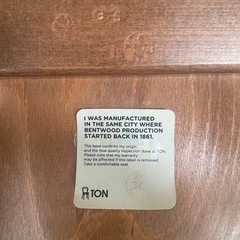 I WAS MANUFACTURED
IN THE SAME CITY WHERE
BENTWOOD PRODUCTION
STARTED BACK IN 1861.
This label confirms my origin
and the final quality inspection done at TON.
Please note that my warranty
may be affected if this label is removed.
Take a comfortable seat.
TON